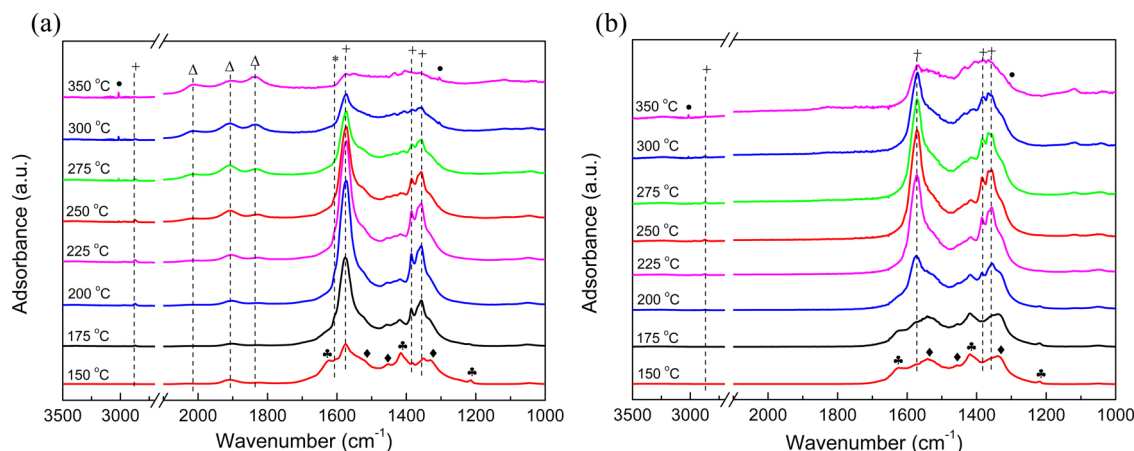 (a)
Δ Δ Δ * + + +
350 °C
300 °C
275 °C
250 °C
225 °C
200 °C
175 °C
150 °C
♣ ♦ ♦ ♣ ♦ ♣
Adsorbance (a.u.)
3500 3000 2000 1800 1600 1400 1200 1000
Wavenumber (cm-1)
(b)
+ + + +
350 °C
300 °C
275 °C
250 °C
225 °C
200 °C
175 °C
150 °C
♣ ♦ ♦ ♣ ♦ ♣
Adsorbance (a.u.)
3500 3000 2000 1800 1600 1400 1200 1000
Wavenumber (cm-1)